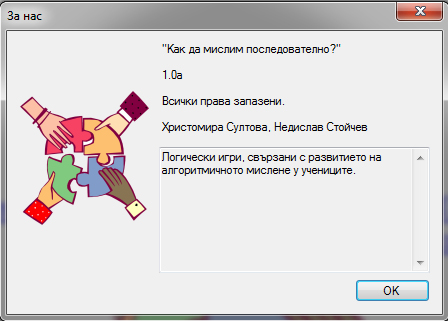 За нас
"Как да мислим последователно?"
1.0a
Всички права запазени.
Христомира Султова, Недислав Стойчев
Логически игри, свързани с развитието на
алгоритмичното мислене у учениците.
OK